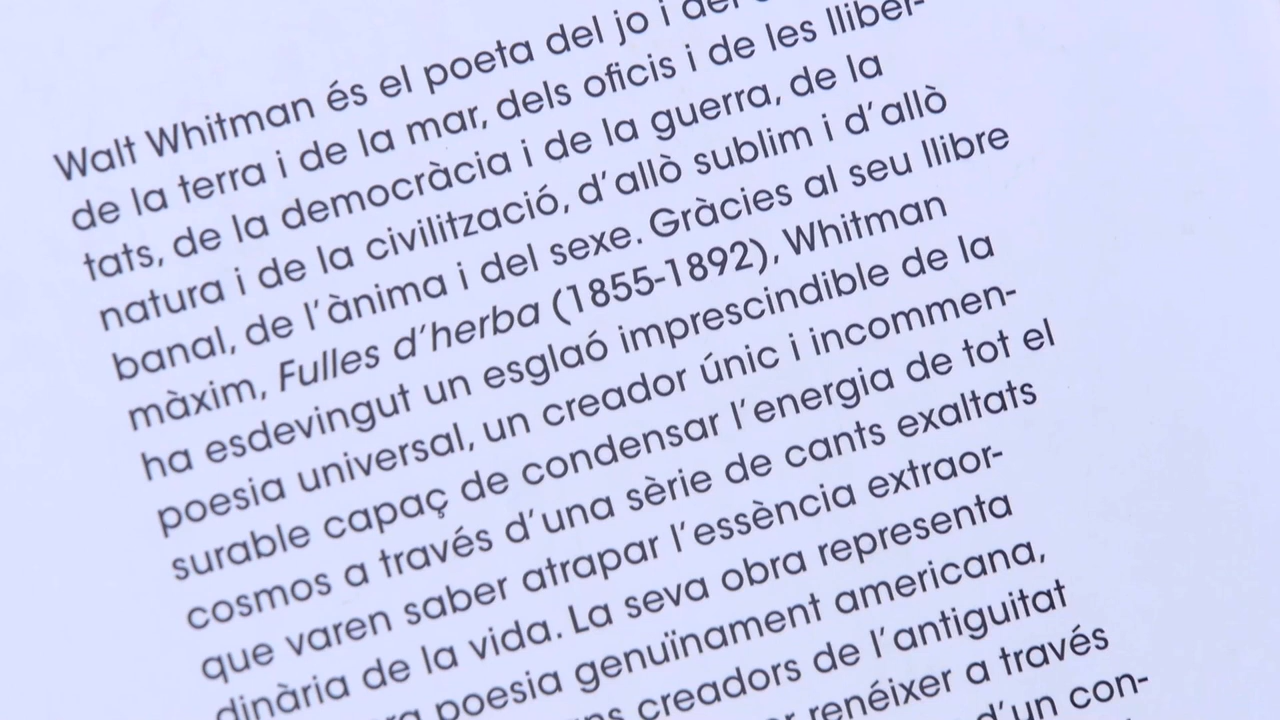 Walt Whitman és el poeta del jo i del
de la terra i de la mar, dels oficis i de les lliber-
tats, de la democràcia i de la guerra, de la
natura i de la civilització, d'allò sublim i d'allò
banal, de l'ànima i del sexe. Gràcies al seu llibre
màxim, Fulles d'herba (1855-1892), Whitman
ha esdevingut un esglaó imprescindible de la
poesia universal, un creador únic i incommen-
surable capaç de condensar l'energia de tot el
cosmos a través d'una sèrie de cants exaltats
que varen saber atrapar l'essència extraor-
dinària de la vida. La seva obra representa
poesia genuïnament americana,
creadors de l'antiguitat
renéixer a través
d'un con-